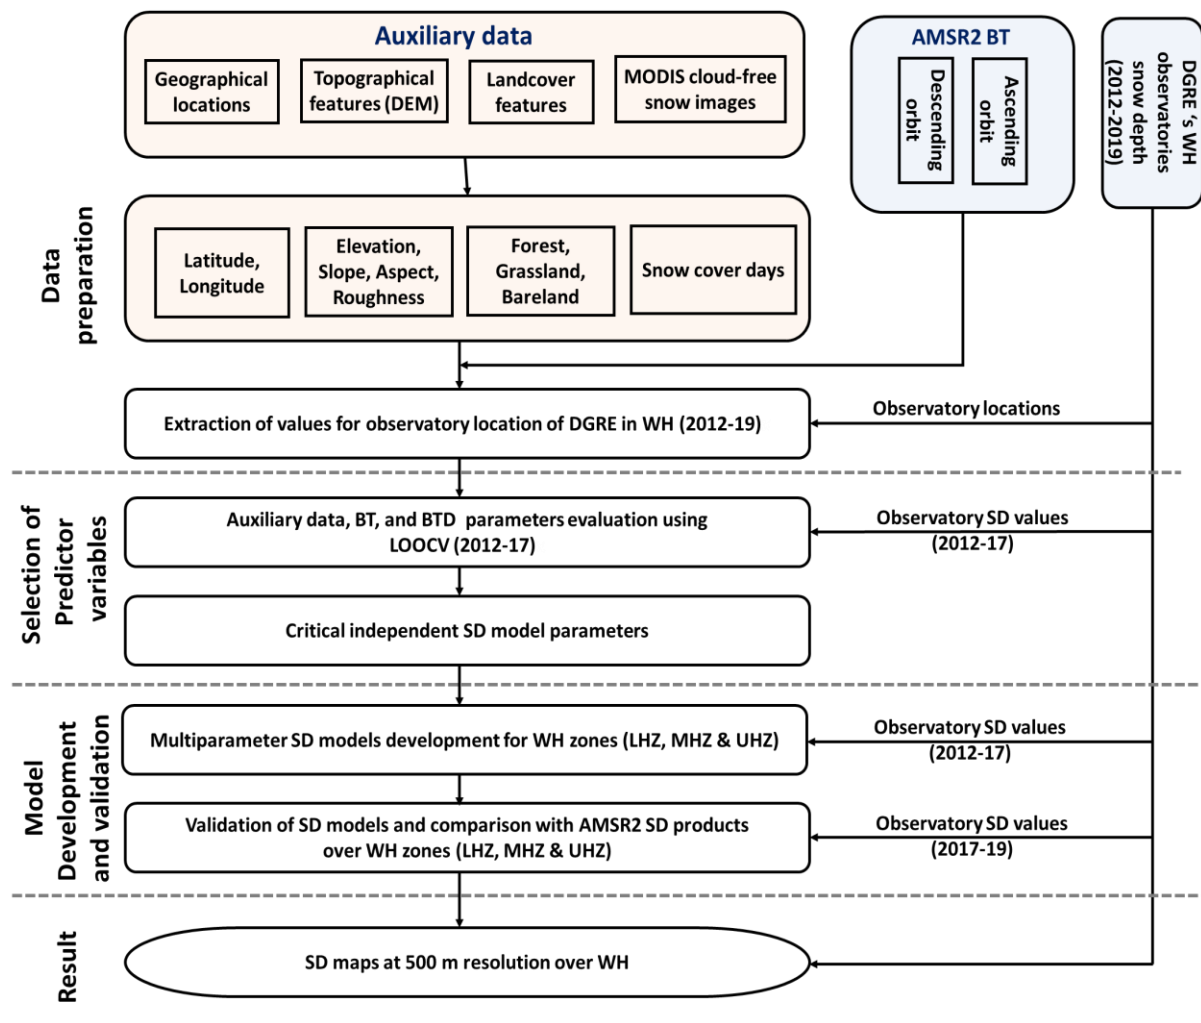 Auxiliary data
Geographical
locations
Topographical
features (DEM)
Landcover
features
MODIS cloud-free
snow images
AMSR2 BT
Descending
orbit
Ascending
orbit
DGRE 's WH
observatories
snow depth
(2012-2019)
Data
preparation
Latitude,
Longitude
Elevation,
Slope, Aspect,
Roughness
Forest,
Grassland,
Bareland
Snow cover days
Extraction of values for observatory location of DGRE in WH (2012-19)
Observatory locations
Selection of
Predictor
variables
Auxiliary data, BT, and BTD parameters evaluation using
LOOCV (2012-17)
Observatory SD values
(2012-17)
Critical independent SD model parameters
Model
Development
and validation
Multiparameter SD models development for WH zones (LHZ, MHZ & UHZ)
Observatory SD values
(2012-17)
Validation of SD models and comparison with AMSR2 SD products
over WH zones (LHZ, MHZ & UHZ)
Observatory SD values
(2017-19)
Result
SD maps at 500 m resolution over WH